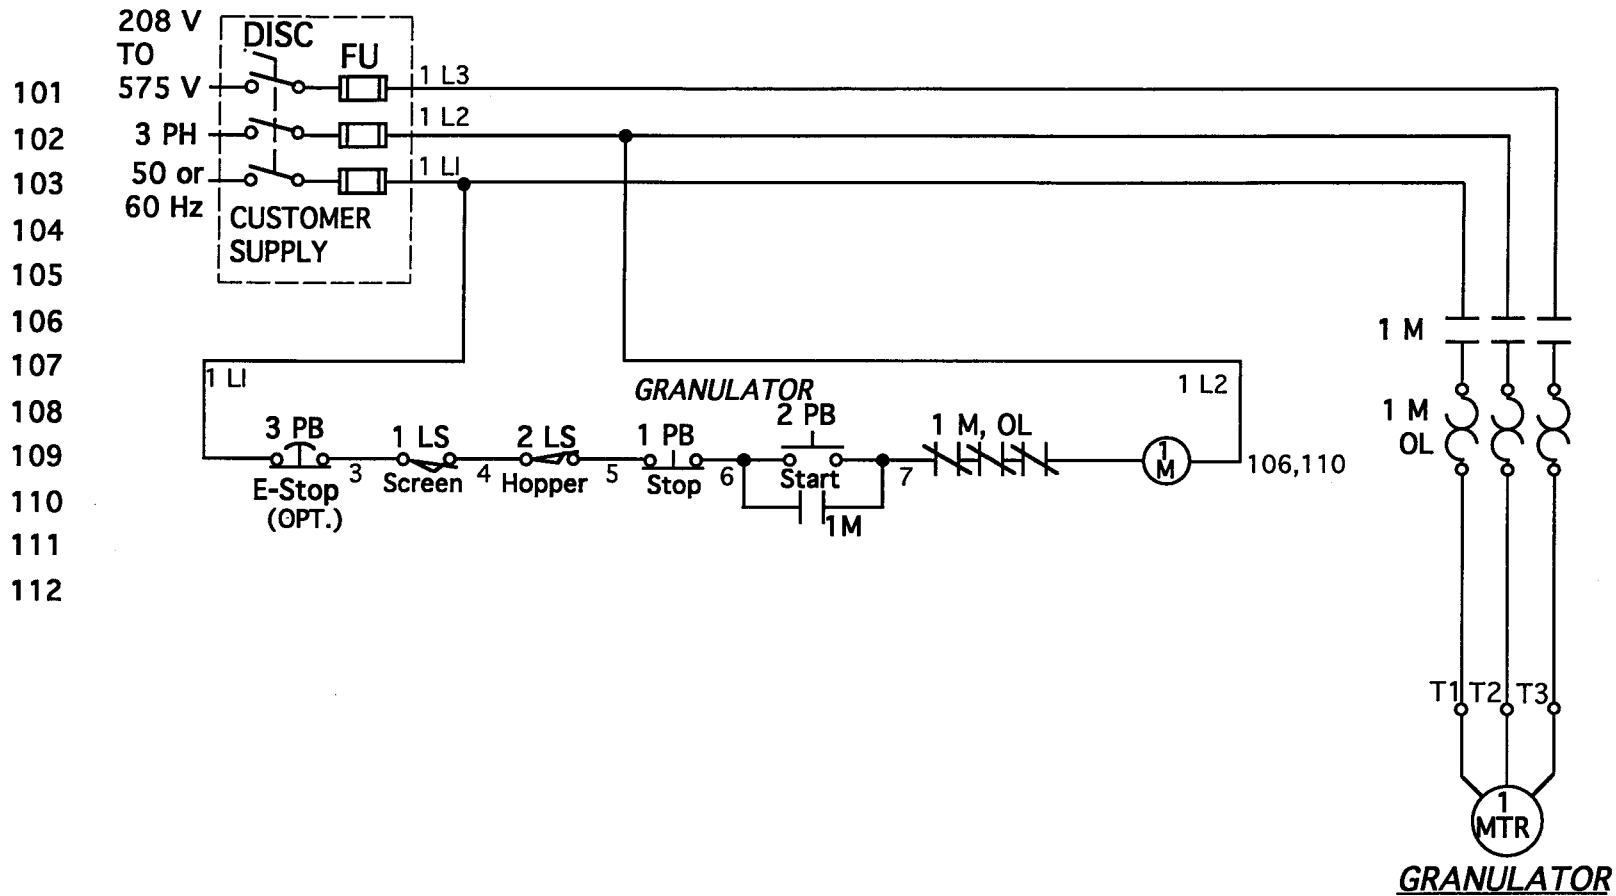 208 V
TO
575 V
3 PH
50 or
60 Hz
DISC
FU
CUSTOMER
SUPPLY
1 L3
1 L2
1 LI
101
102
103
104
105
106
107
108
109
110
111
112
1 LI
GRANULATOR
1 L2
3 PB
1 LS
2 LS
1 PB
2 PB
1 M, OL
3
4
5
6
7
E-Stop
(OPT.)
Screen
Hopper
Stop
Start
1M
1
M
106,110
1 M
1 M
OL
T1 T2 T3
1
MTR
GRANULATOR